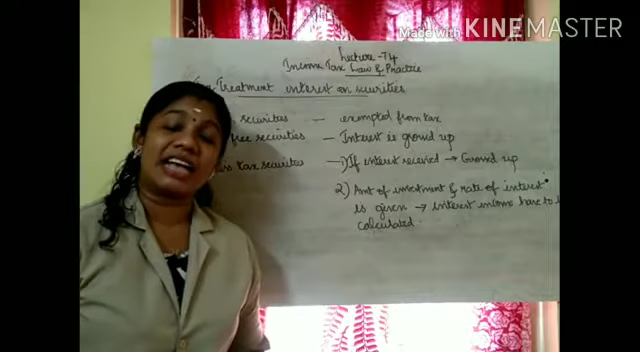 Made with KINEMASTER
Lecture - 74
Income Tax Law & Practice
Treatment interest on securities
securities — exempted from tax
free securities — Interest is grossed up
tax securities — 1) If interest received → Grossed up
2) Amt of investment & rate of interest
is given → interest income have to
calculated.